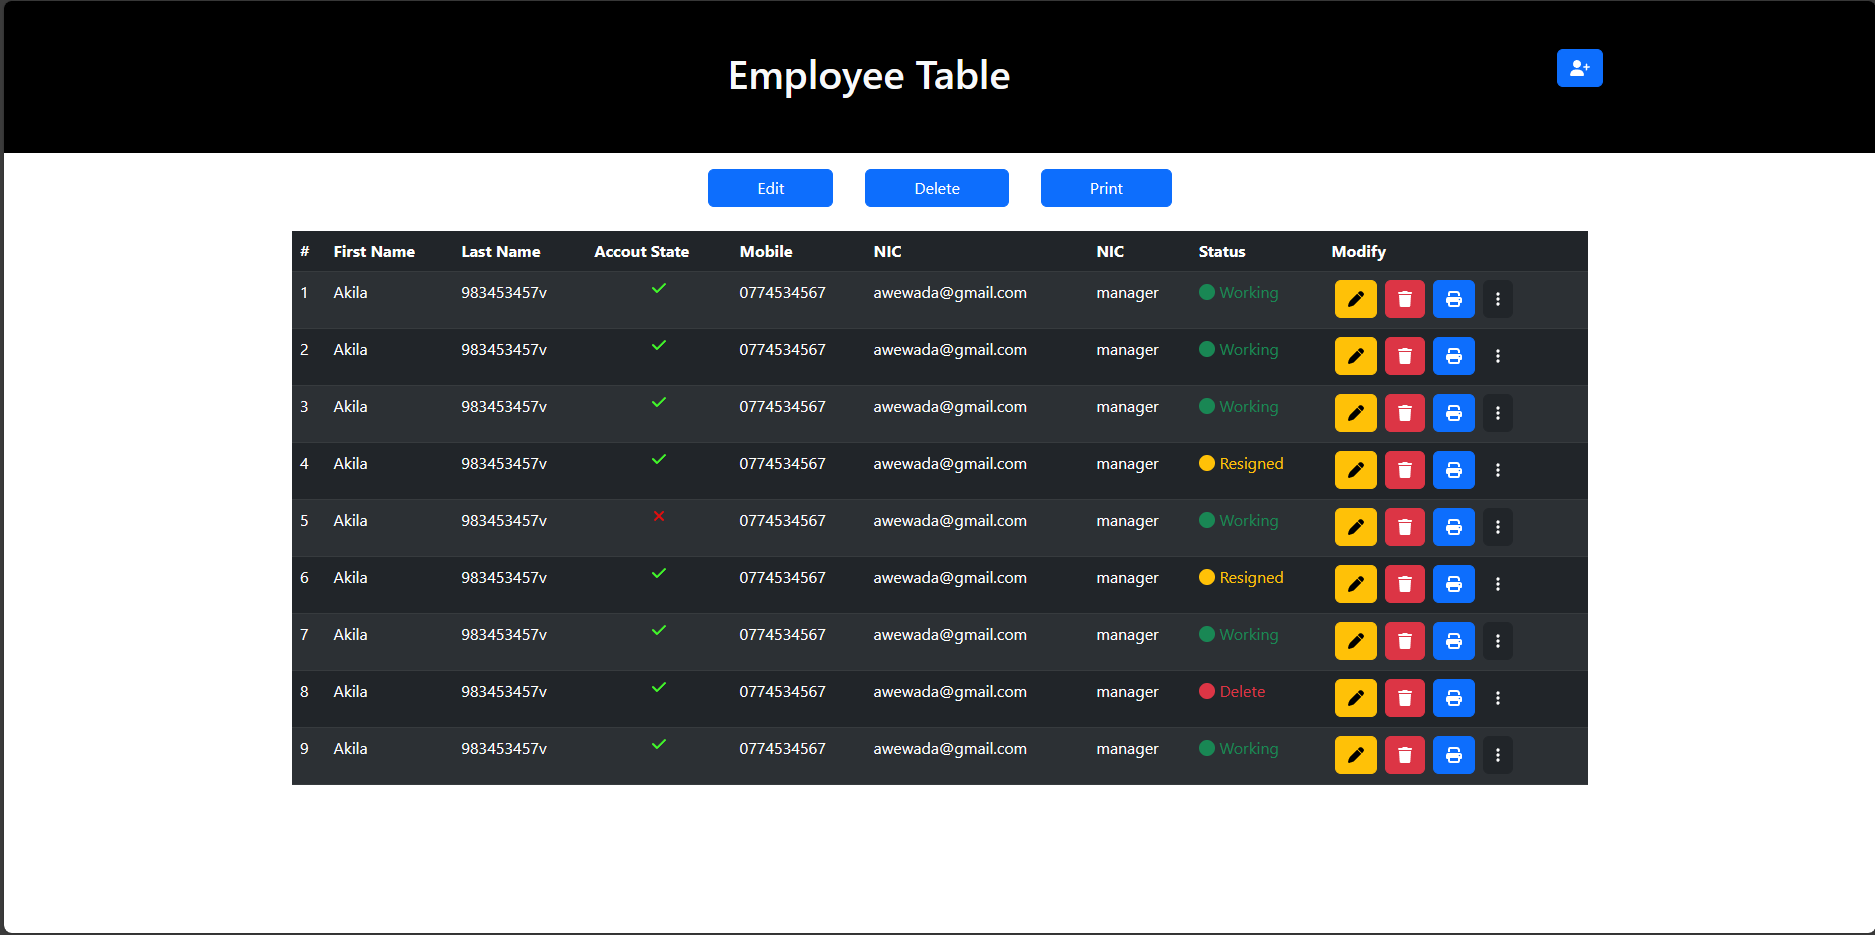 Employee Table
Edit Delete Print
# First Name Last Name Accout State Mobile NIC NIC Status Modify
1 Akila 983453457v 0774534567 awewada@gmail.com manager Working
2 Akila 983453457v 0774534567 awewada@gmail.com manager Working
3 Akila 983453457v 0774534567 awewada@gmail.com manager Working
4 Akila 983453457v 0774534567 awewada@gmail.com manager Resigned
5 Akila 983453457v 0774534567 awewada@gmail.com manager Working
6 Akila 983453457v 0774534567 awewada@gmail.com manager Resigned
7 Akila 983453457v 0774534567 awewada@gmail.com manager Working
8 Akila 983453457v 0774534567 awewada@gmail.com manager Delete
9 Akila 983453457v 0774534567 awewada@gmail.com manager Working